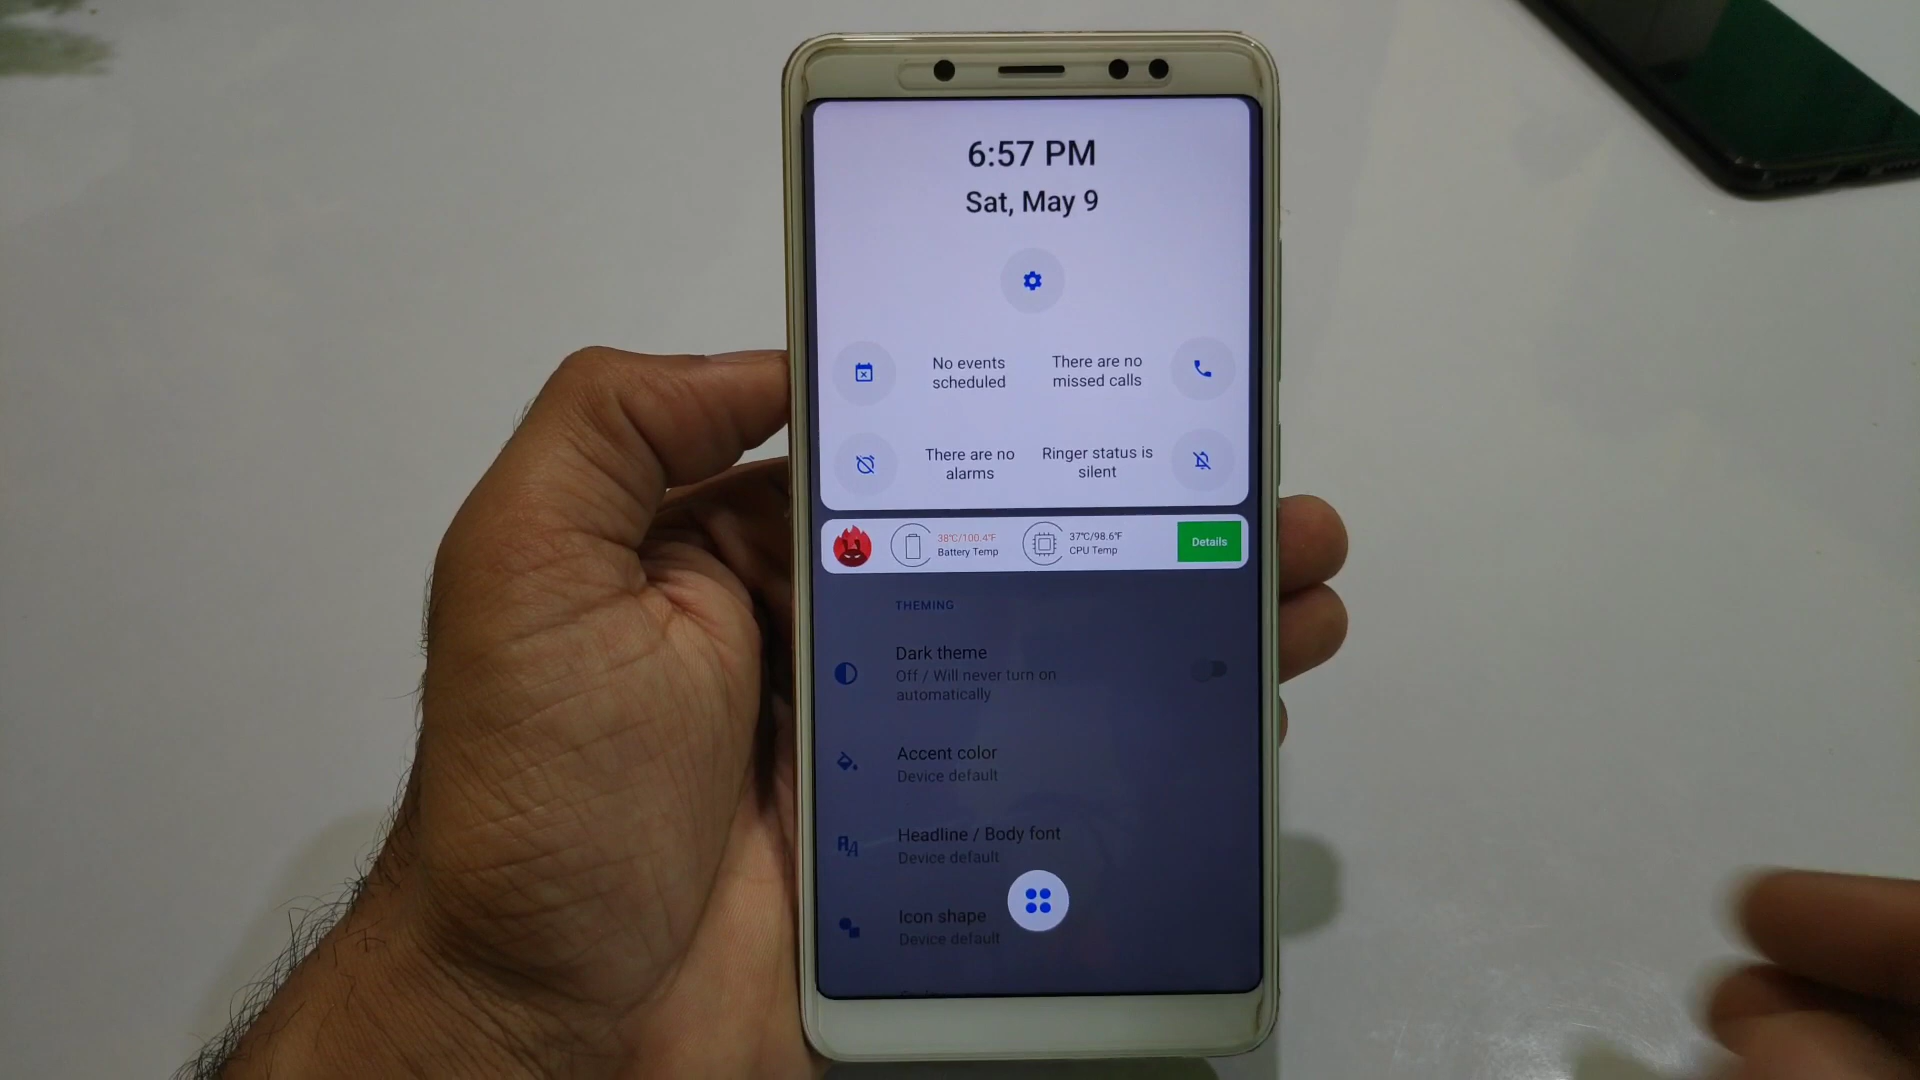 6:57 PM
Sat, May 9
No events
scheduled
There are no
missed calls
There are no
alarms
Ringer status is
silent
38℃/100.4℉
Battery Temp
37℃/98.6℉
CPU Temp
Details
THEMING
Dark theme
Off / Will never turn on
automatically
Accent color
Device default
Headline / Body font
Device default
Icon shape
Device default